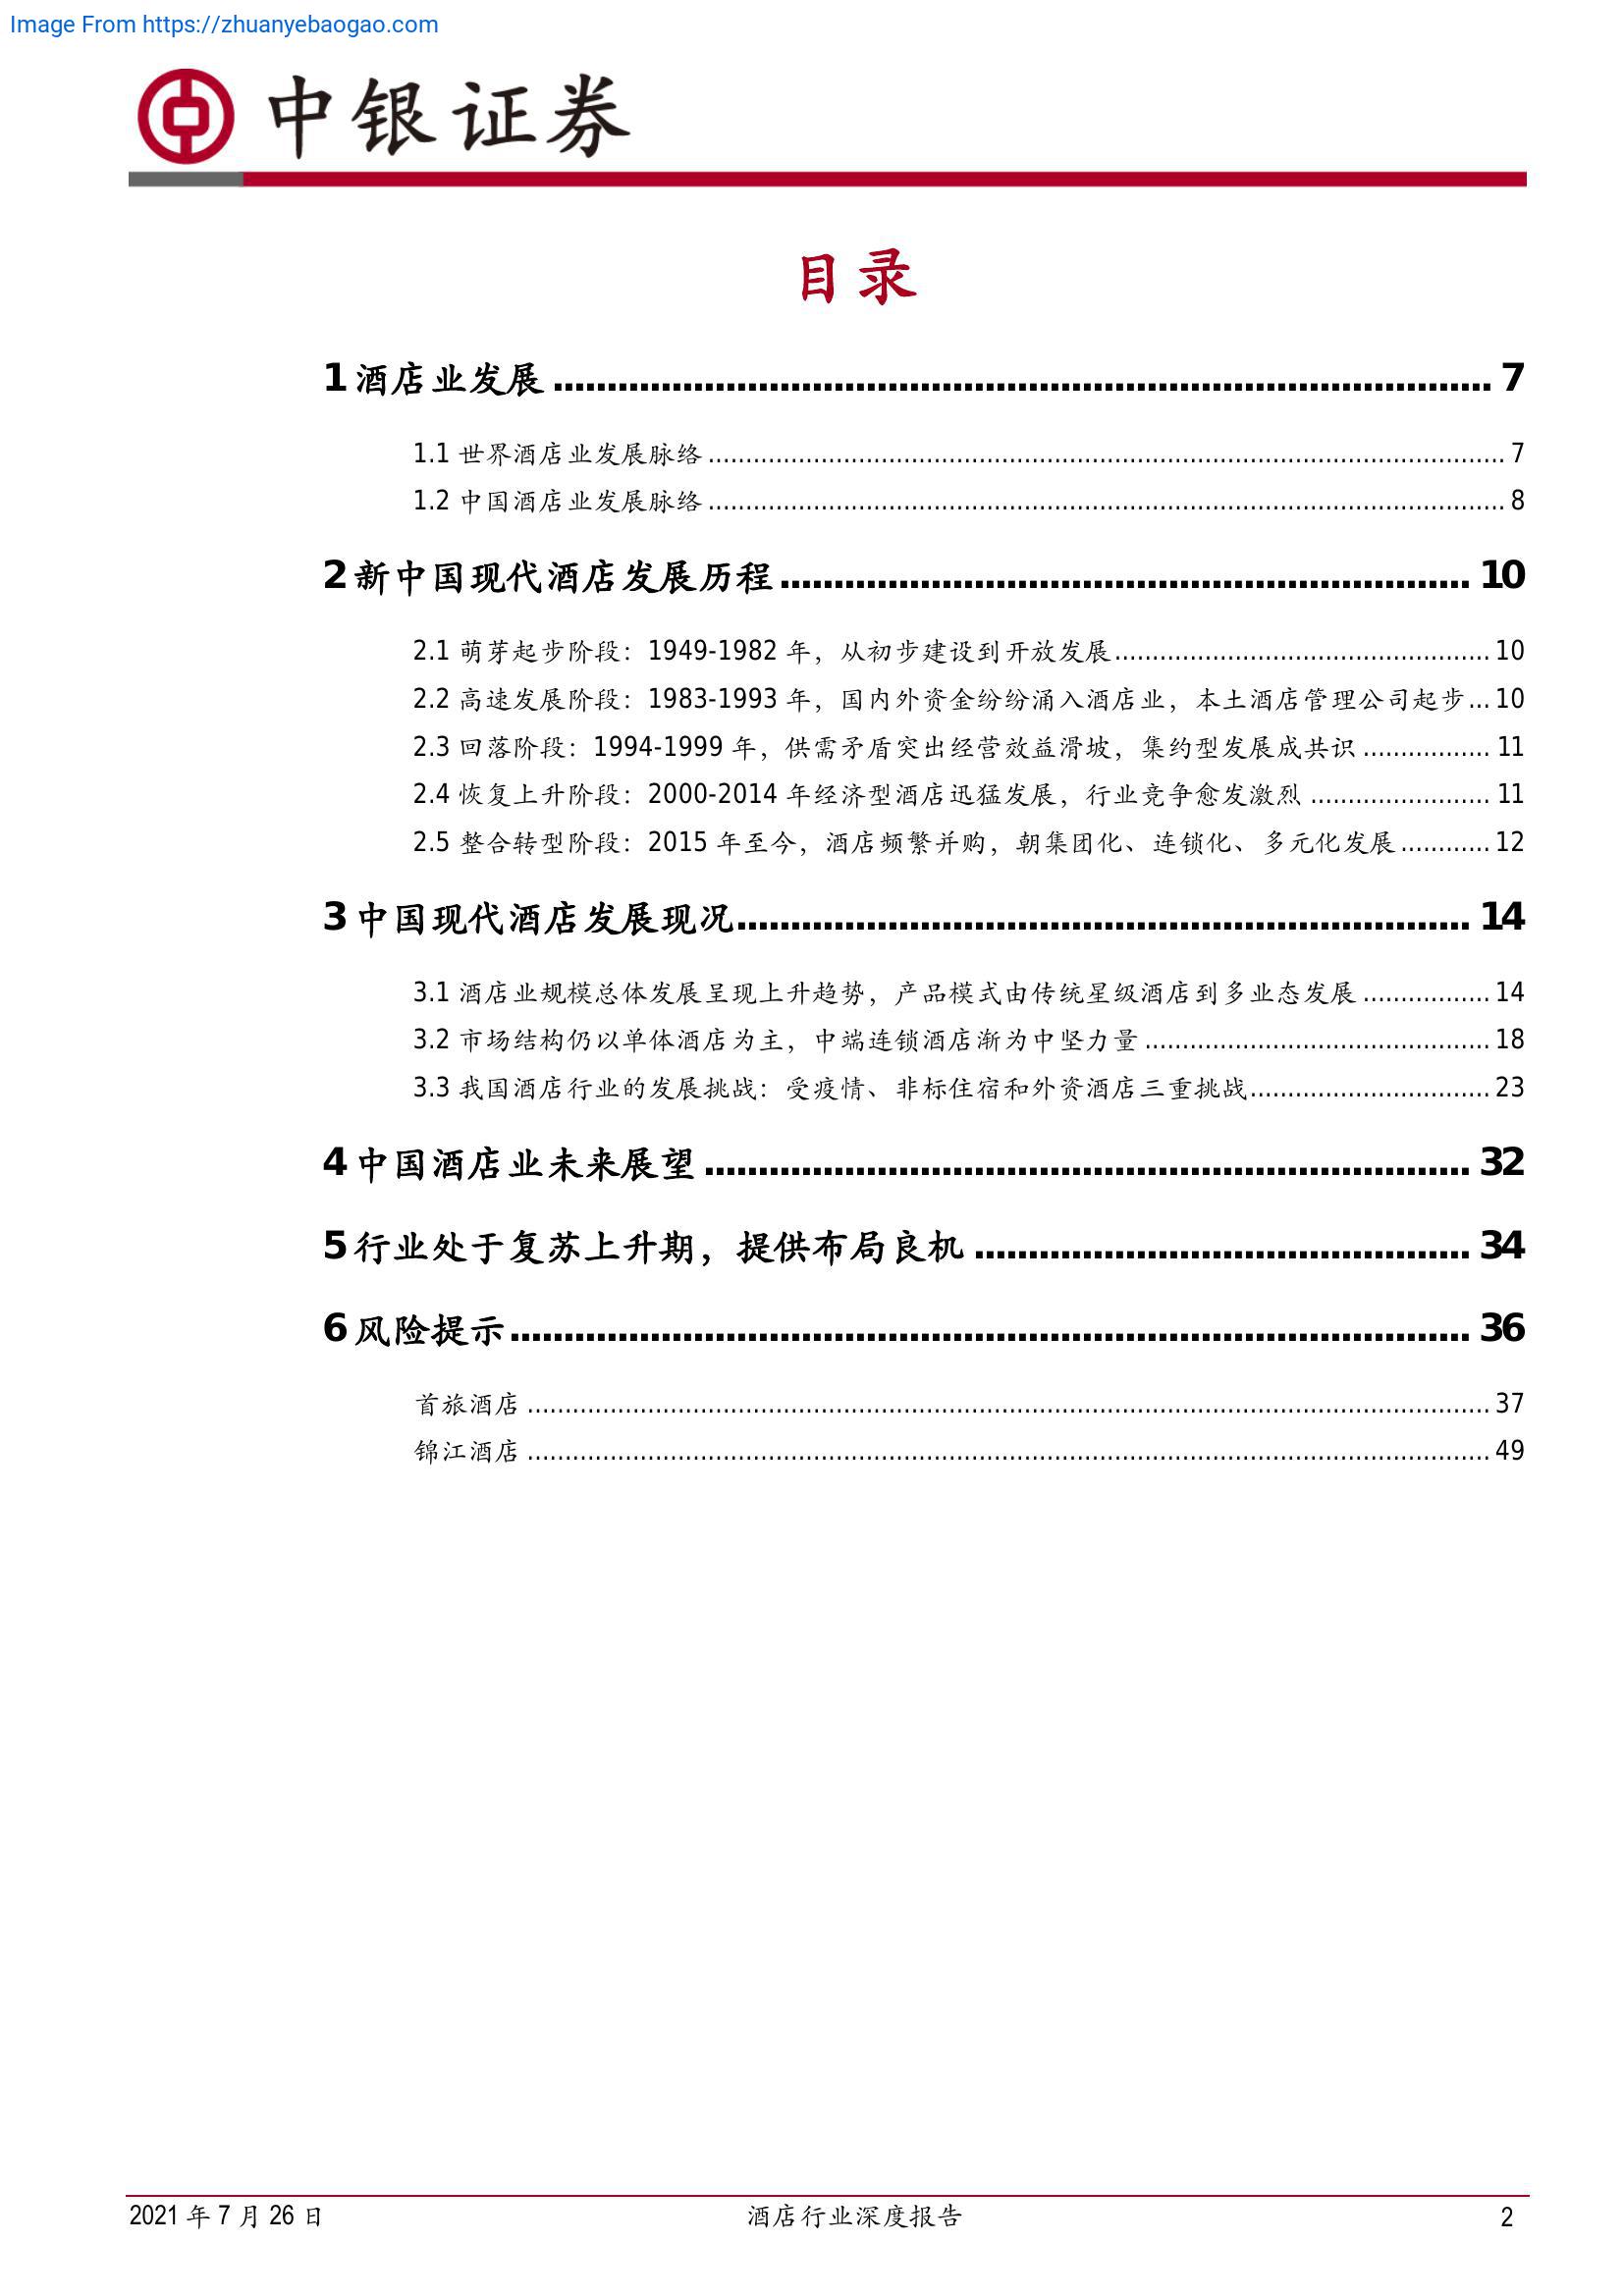 Image From https://zhuanyebaogao.com
中银证券
目录
1 酒店业发展 ........................................................ 7
1.1 世界酒店业发展脉络 ........................................................ 7
1.2 中国酒店业发展脉络 ........................................................ 8
2 新中国现代酒店发展历程 ........................................................ 10
2.1 萌芽起步阶段：1949-1982 年，从初步建设到开放发展 ........................................................ 10
2.2 高速发展阶段：1983-1993 年，国内外资金纷纷涌入酒店业，本土酒店管理公司起步 ... 10
2.3 回落阶段：1994-1999 年，供需矛盾突出经营效益滑坡，集约型发展成共识 ................. 11
2.4 恢复上升阶段：2000-2014 年经济型酒店迅猛发展，行业竞争愈发激烈 ........................ 11
2.5 整合转型阶段：2015 年至今，酒店频繁并购，朝集团化、连锁化、多元化发展 ............ 12
3 中国现代酒店发展现况 ........................................................ 14
3.1 酒店业规模总体发展呈现上升趋势，产品模式由传统星级酒店到多业态发展 ................. 14
3.2 市场结构仍以单体酒店为主，中端连锁酒店渐为中坚力量 .............................................. 18
3.3 我国酒店行业的发展挑战：受疫情、非标住宿和外资酒店三重挑战 ................................ 23
4 中国酒店业未来展望 ........................................................ 32
5 行业处于复苏上升期，提供布局良机 ........................................................ 34
6 风险提示 ........................................................ 36
首旅酒店 ........................................................ 37
锦江酒店 ........................................................ 49
2021 年 7 月 26 日 酒店行业深度报告 2